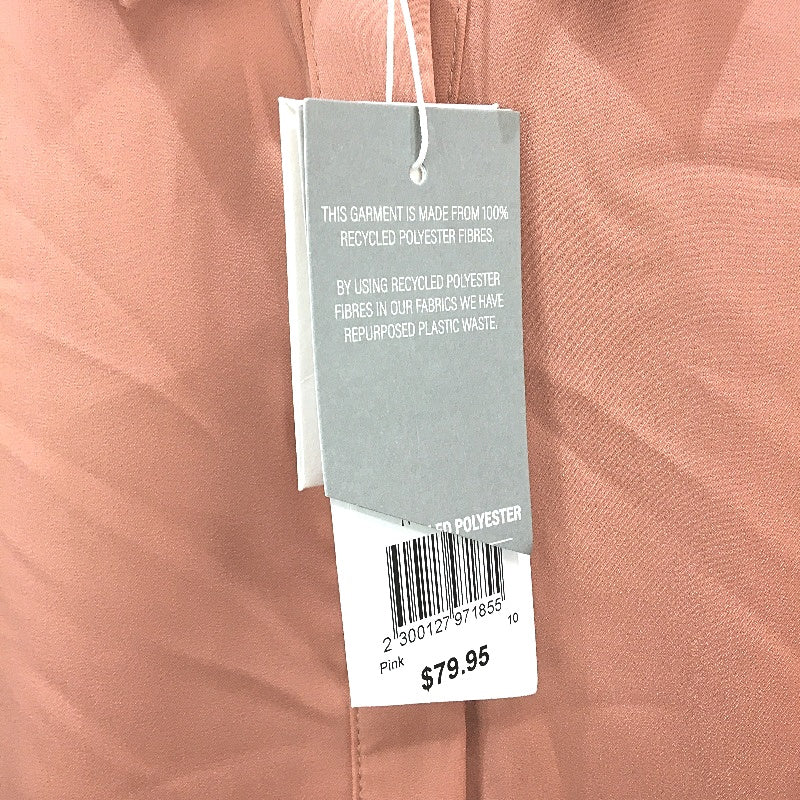 THIS GARMENT IS MADE FROM 100%
RECYCLED POLYESTER FIBRES.
BY USING RECYCLED POLYESTER
FIBRES IN OUR FABRICS WE HAVE
REPURPOSED PLASTIC WASTE.
POLYESTER
2 300127 971855 10
Pink $79.95